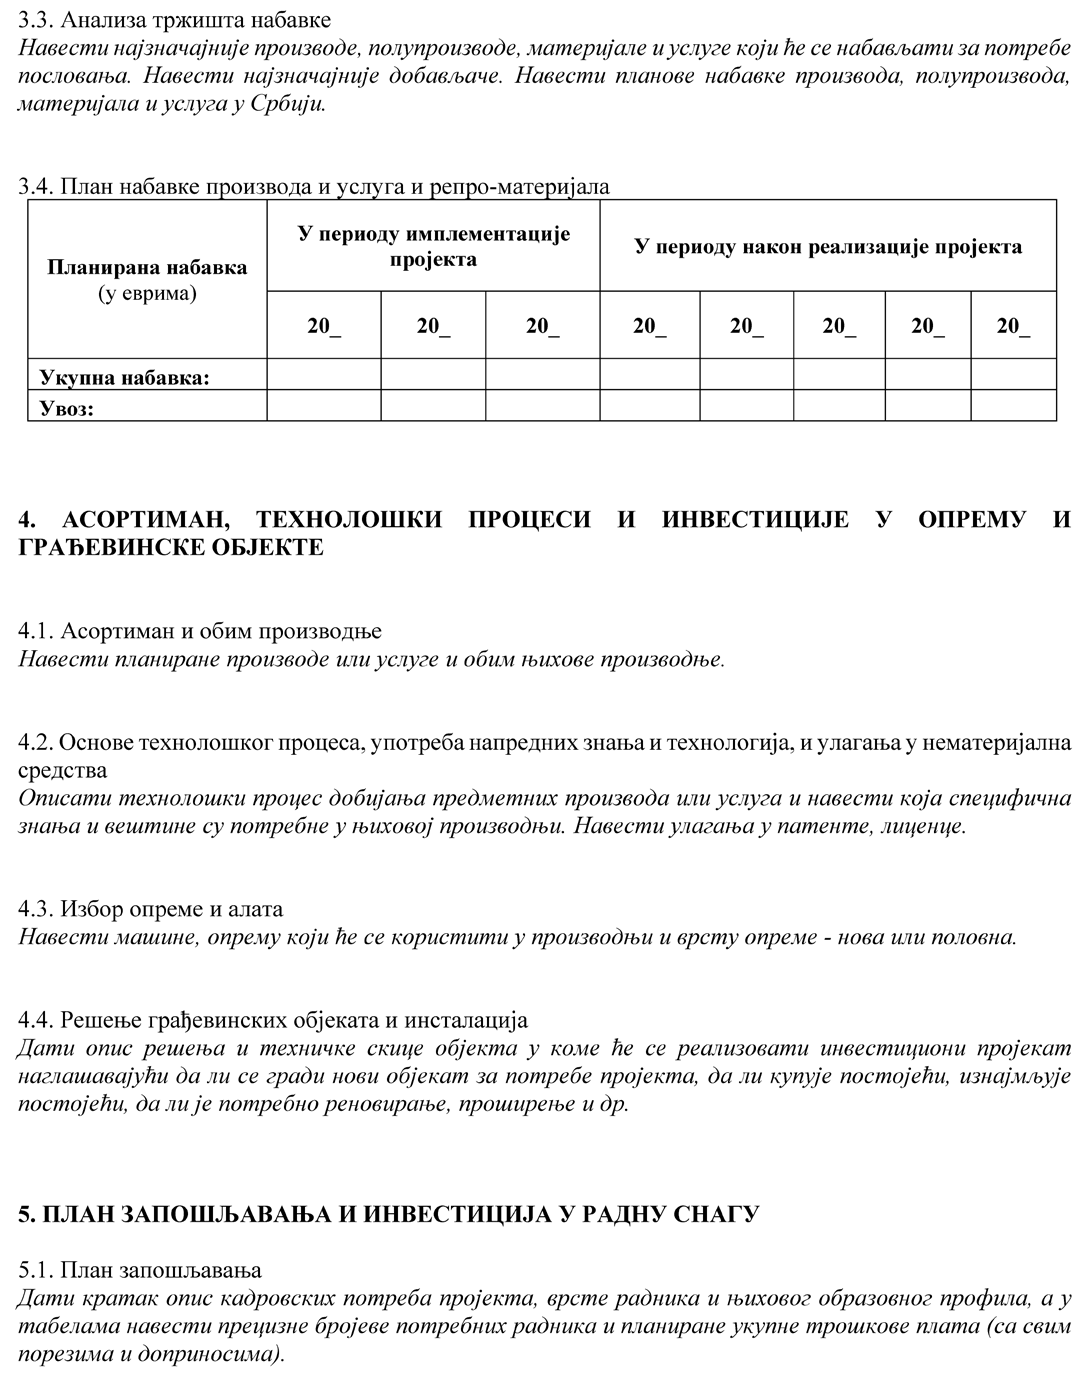 3.3. Анализа тржишта набавке
Навести најзначајније производе, полупроизводе, материјале и услуге који ће се набављати за потребе
пословања. Навести најзначајније добављаче. Навести планове набавке производа, полупроизвода,
материјала и услуга у Србији.
3.4. План набавке производа и услуга и репро-материјала
Планирана набавка
(у еврима)
У периоду имплементације
пројекта
У периоду након реализације пројекта
20_ 20_ 20_ 20_ 20_ 20_ 20_ 20_
Укупна набавка:
Увоз:
4. АСОРТИМАН, ТЕХНОЛОШКИ ПРОЦЕСИ И ИНВЕСТИЦИЈЕ У ОПРЕМУ И
ГРАЂЕВИНСКЕ ОБЈЕКТЕ
4.1. Асортиман и обим производње
Навести планиране производе или услуге и обим њихове производње.
4.2. Основе технолошког процеса, употреба напредних знања и технологија, и улагања у нематеријална
средства
Описати технолошки процес добијања предметних производа или услуга и навести која специфична
знања и вештине су потребне у њиховој производњи. Навести улагања у патенте, лиценце.
4.3. Избор опреме и алата
Навести машине, опрему који ће се користити у производњи и врсту опреме - нова или половна.
4.4. Решење грађевинских објеката и инсталација
Дати опис решења и техничке скице објекта у коме ће се реализовати инвестициони пројекат
наглашавајући да ли се гради нови објекат за потребе пројекта, да ли купује постојећи, изнајмљује
постојећи, да ли је потребно реновирање, проширење и др.
5. ПЛАН ЗАПОШЉАВАЊА И ИНВЕСТИЦИЈА У РАДНУ СНАГУ
5.1. План запошљавања
Дати кратак опис кадровских потреба пројекта, врсте радника и њиховог образовног профила, а у
табелама навести прецизне бројеве потребних радника и планиране укупне трошкове плата (са свим
порезима и доприносима).